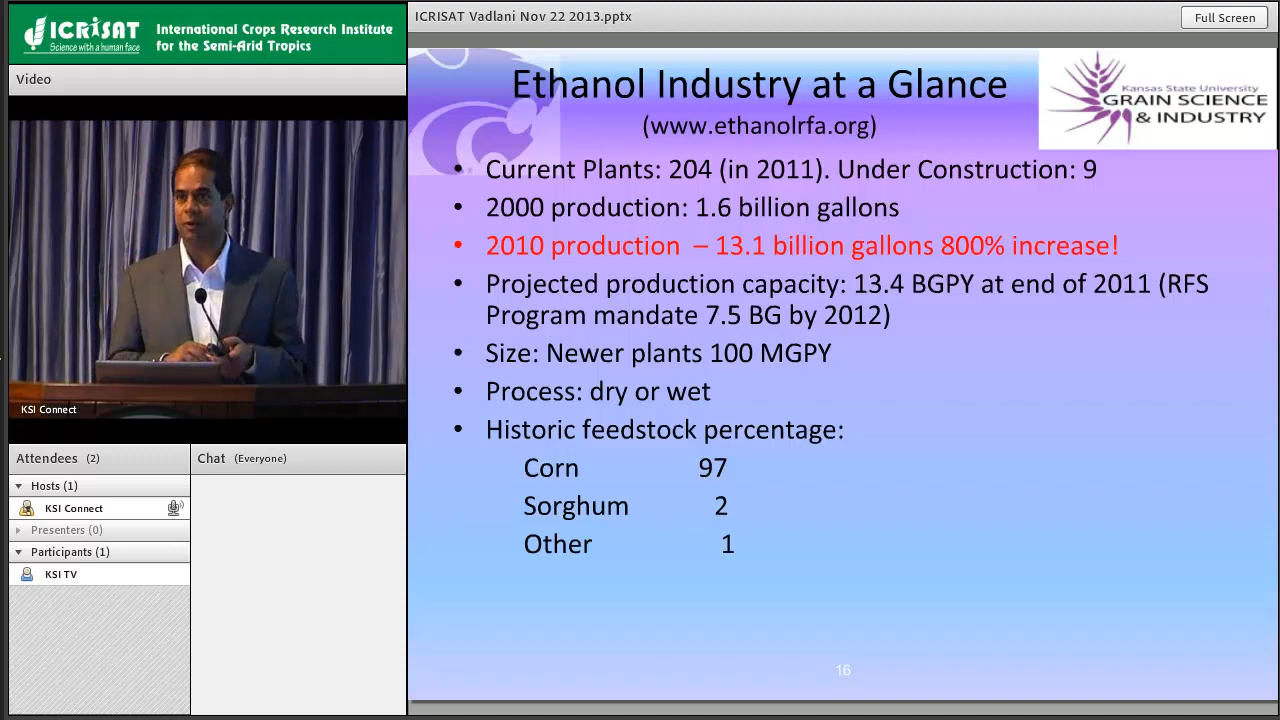 ICRISAT
Science with a human face
International Crops Research Institute
for the Semi-Arid Tropics
Video
KSI Connect
Attendees (2)
Hosts (1)
KSI Connect
Presenters (0)
Participants (1)
KSI TV
Chat (Everyone)
ICRISAT Vadlani Nov 22 2013.pptx
Full Screen
Ethanol Industry at a Glance
(www.ethanolrfa.org)
Kansas State University
GRAIN SCIENCE
& INDUSTRY
• Current Plants: 204 (in 2011). Under Construction: 9
• 2000 production: 1.6 billion gallons
• 2010 production – 13.1 billion gallons 800% increase!
• Projected production capacity: 13.4 BGPY at end of 2011 (RFS
Program mandate 7.5 BG by 2012)
• Size: Newer plants 100 MGPY
• Process: dry or wet
• Historic feedstock percentage:
Corn 97
Sorghum 2
Other 1
16